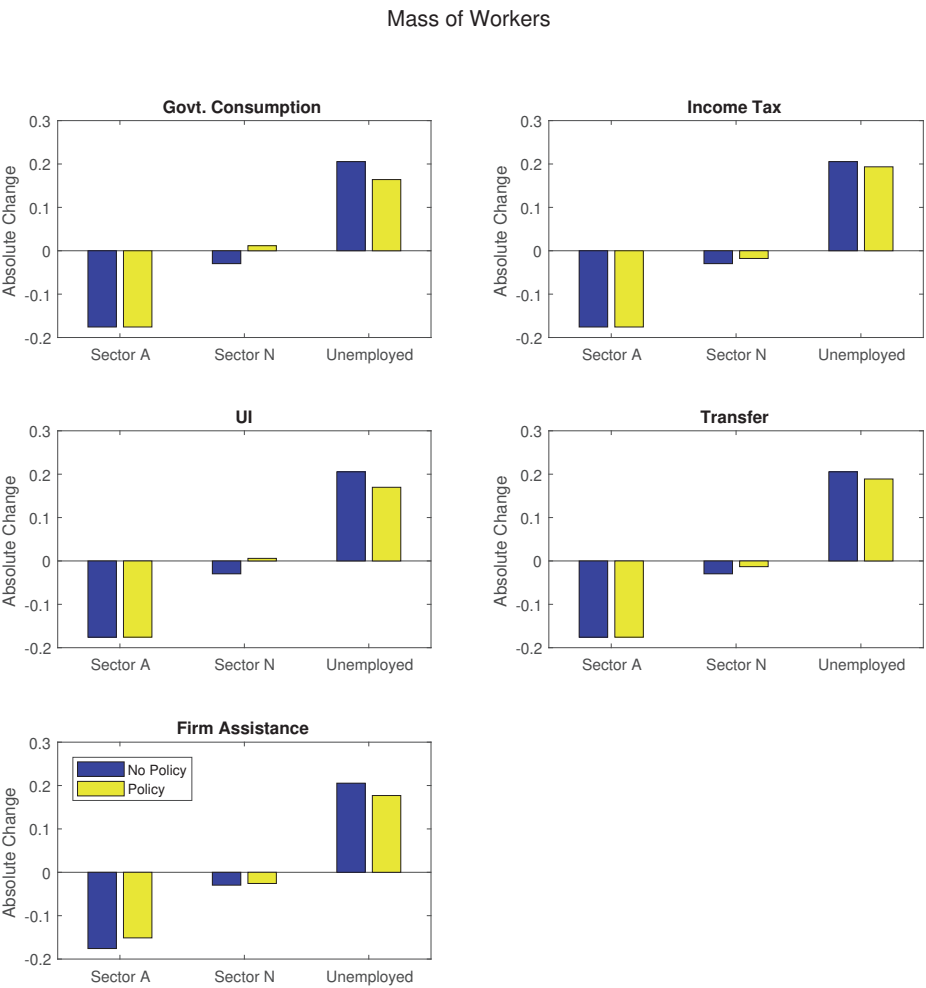 Mass of Workers
Govt. Consumption
0.3
0.2
0.1
0
-0.1
-0.2
Absolute Change
Sector A
Sector N
Unemployed
Income Tax
0.3
0.2
0.1
0
-0.1
-0.2
Absolute Change
Sector A
Sector N
Unemployed
UI
0.3
0.2
0.1
0
-0.1
-0.2
Absolute Change
Sector A
Sector N
Unemployed
Transfer
0.3
0.2
0.1
0
-0.1
-0.2
Absolute Change
Sector A
Sector N
Unemployed
Firm Assistance
0.3
0.2
0.1
0
-0.1
-0.2
Absolute Change
No Policy
Policy
Sector A
Sector N
Unemployed